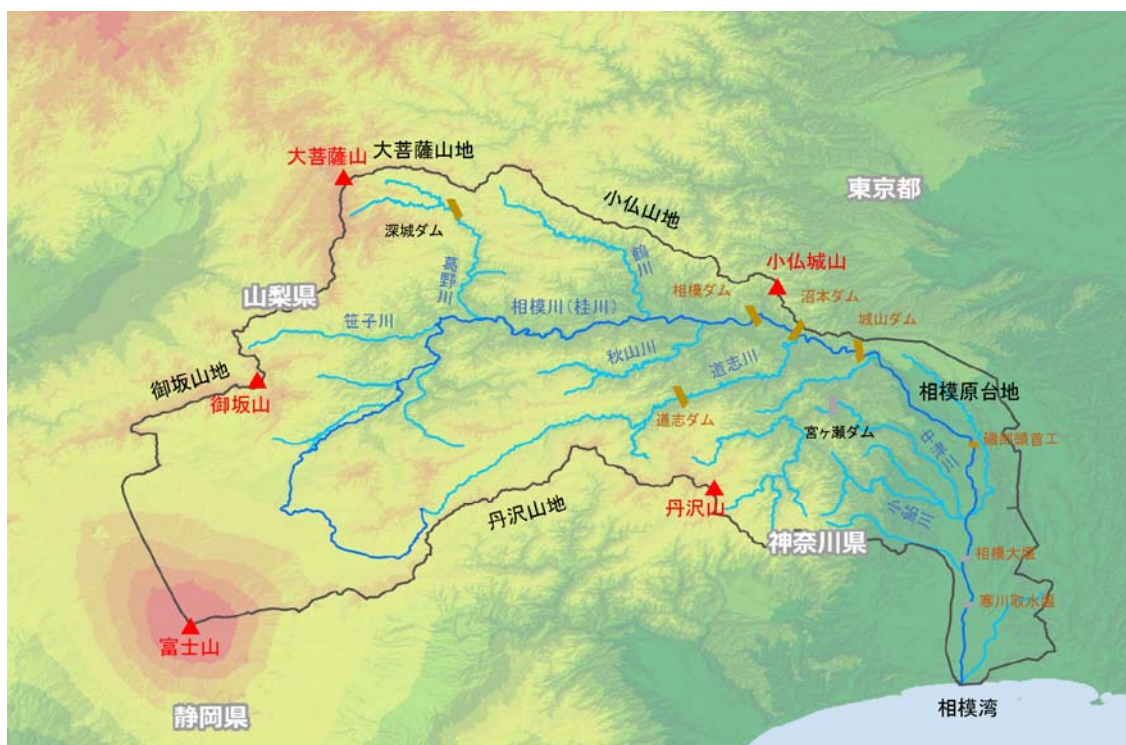 大菩薩山
大菩薩山地
東京都
小仏山地
深城ダム
葛野川
鶴川
小仏城山
山梨県
相模ダム
沼本ダム
相模川（桂川）
城山ダム
笹子川
秋山川
道志川
御坂山地
御坂山
相模原台地
道志ダム
宮ヶ瀬ダム
中津川
磯部頭首工
丹沢山
丹沢山地
小鮎川
神奈川県
相模大堰
寒川取水堰
富士山
静岡県
相模湾